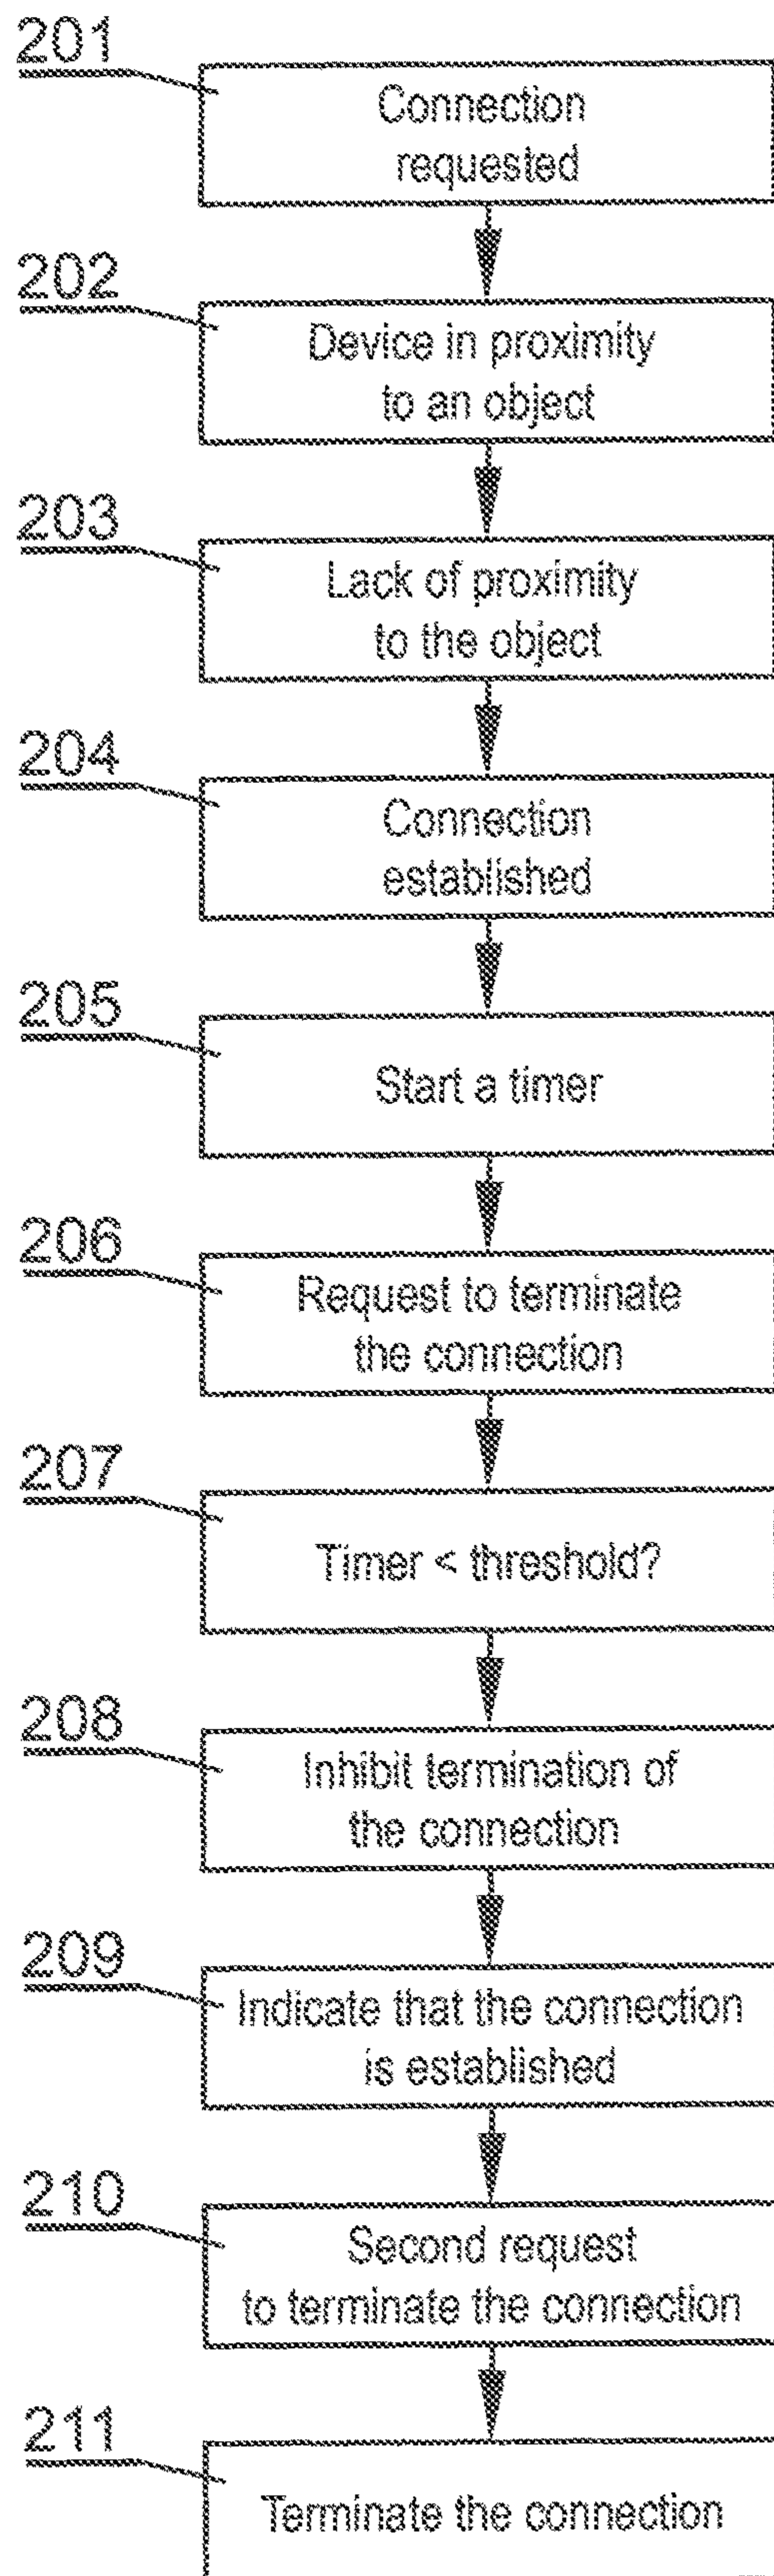 201
Connection
requested
202
Device in proximity
to an object
203
Lack of proximity
to the object
204
Connection
established
205
Start a timer
206
Request to terminate
the connection
207
Timer < threshold?
208
Inhibit termination of
the connection
209
Indicate that the connection
is established
210
Second request
to terminate the connection
211
Terminate the connection